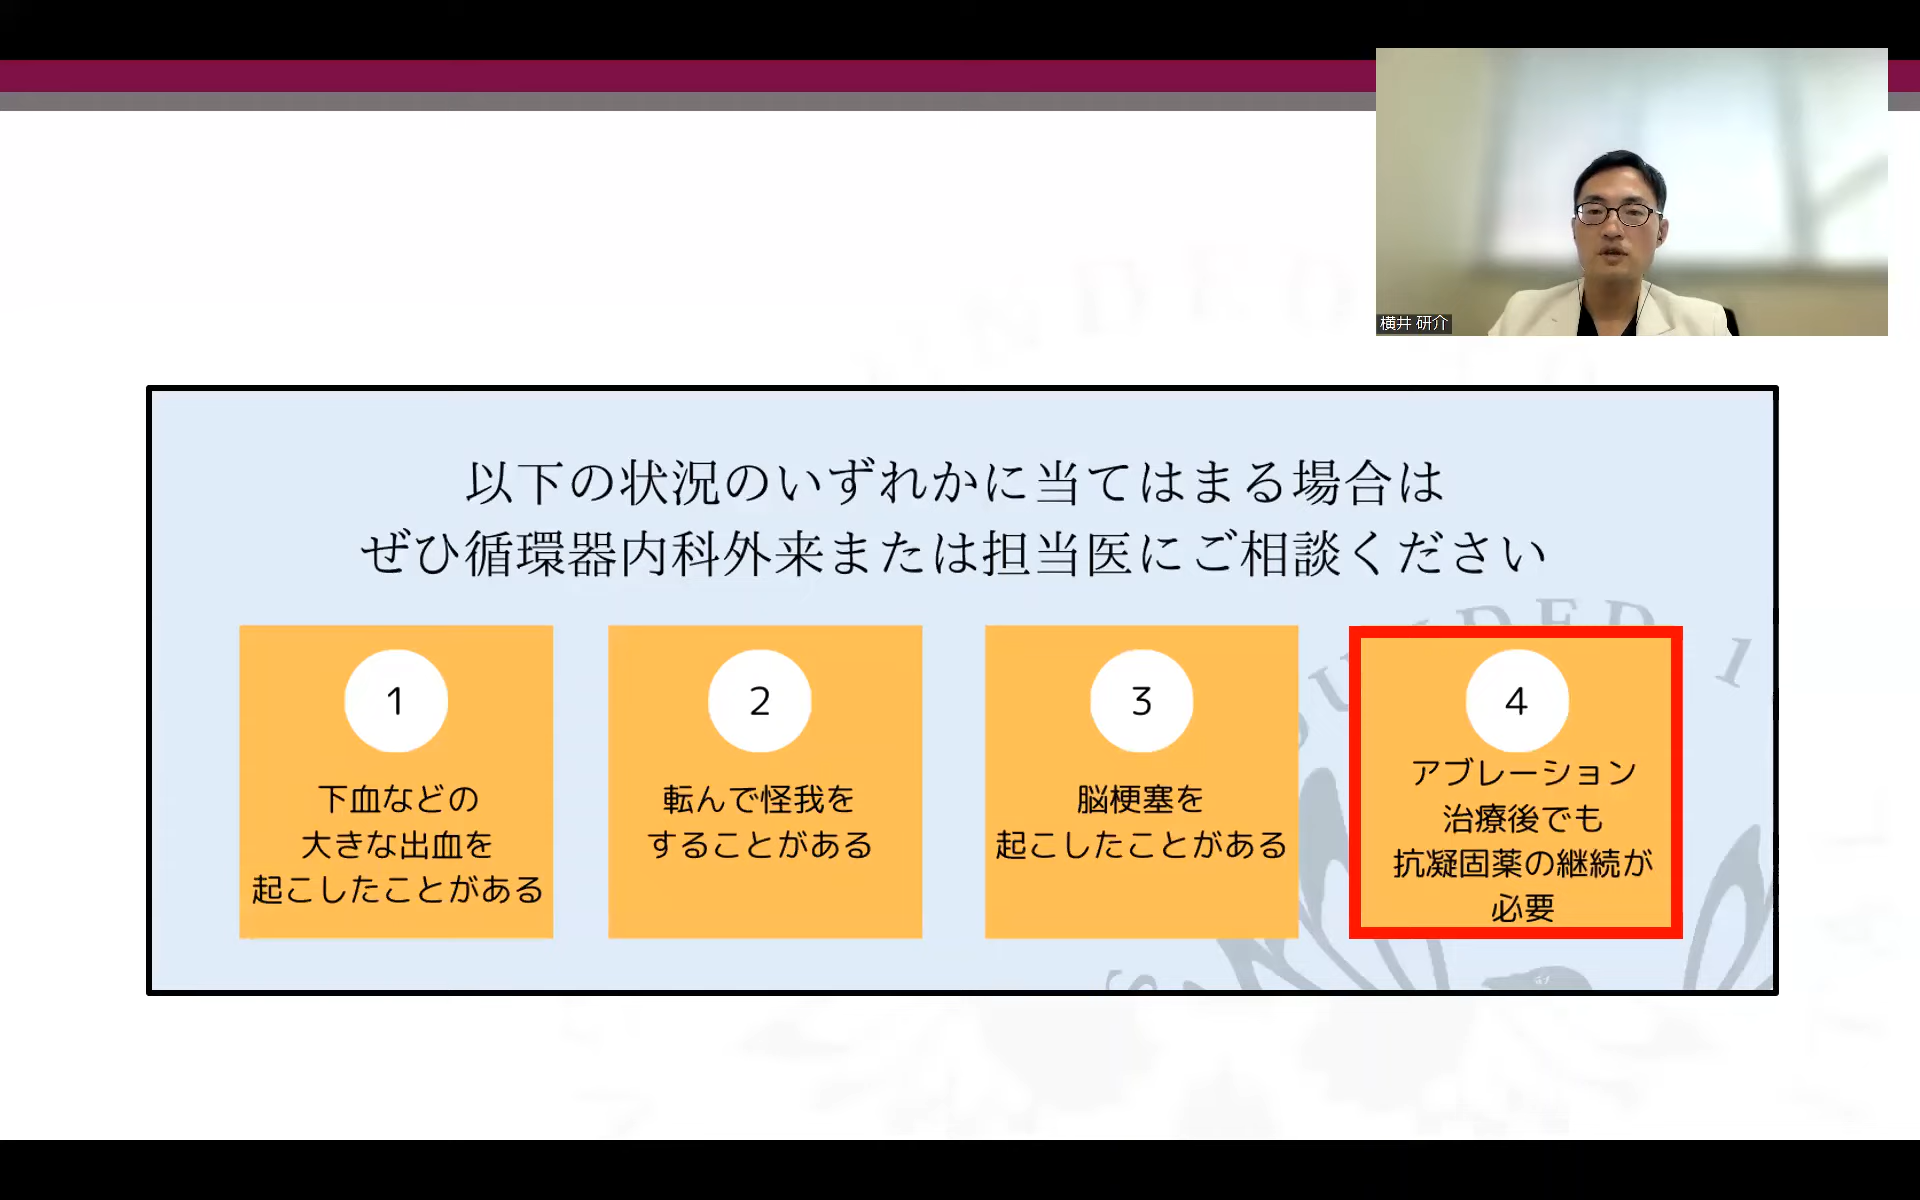 横井 研介
以下の状況のいずれかに当てはまる場合は
ぜひ循環器内科外来または担当医にご相談ください
1
下血などの
大きな出血を
起こしたことがある
2
転んで怪我を
することがある
3
脳梗塞を
起こしたことがある
4
アブレーション
治療後でも
抗凝固薬の継続が
必要